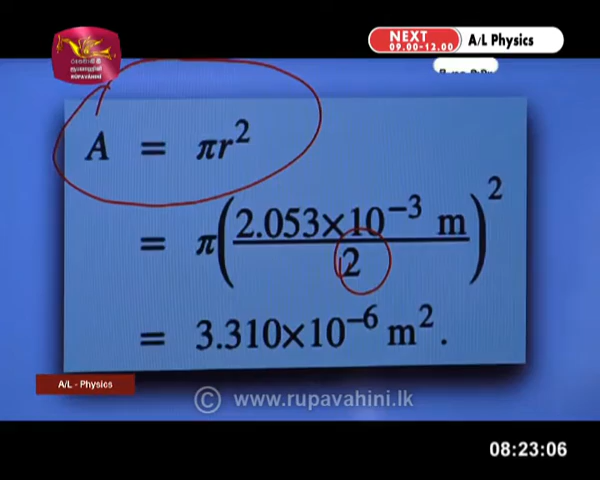 NEXT
09.00-12.00
A/L Physics
A = πr²
= π(2.053×10⁻³ m / 2)²
= 3.310×10⁻⁶ m².
A/L - Physics
© www.rupavahini.lk
08:23:06